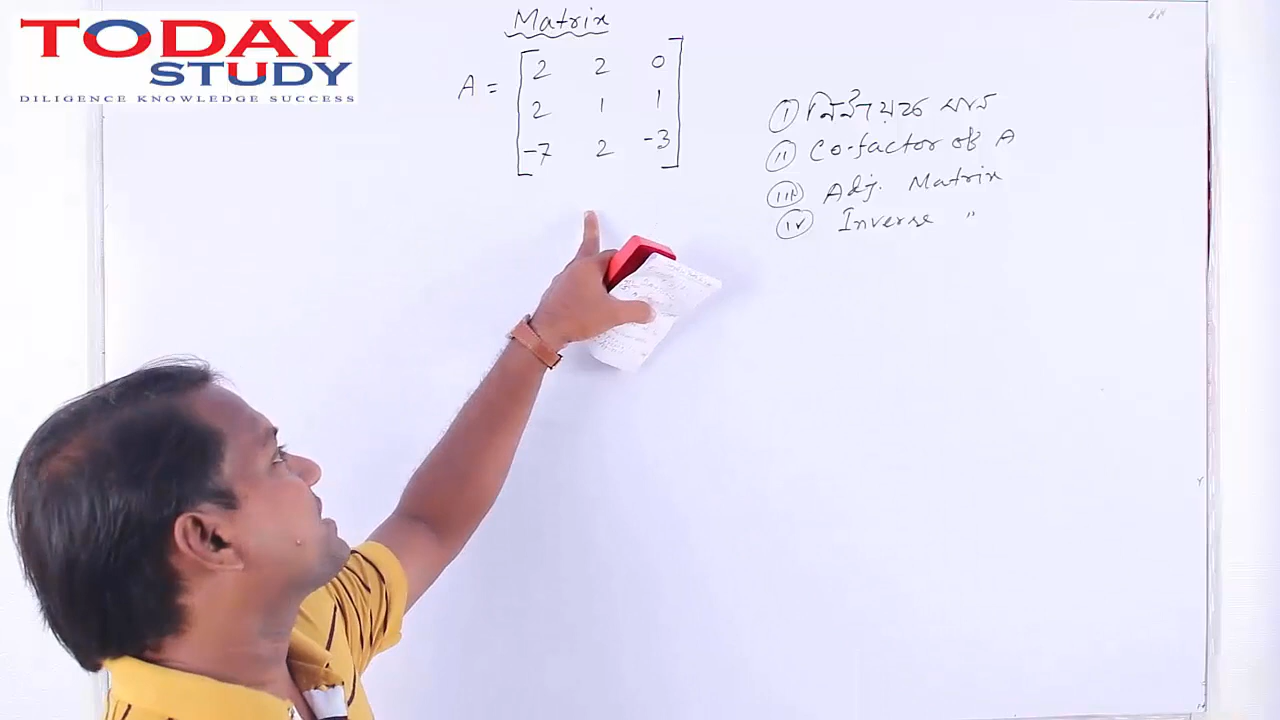 TODAY
STUDY
DILIGENCE KNOWLEDGE SUCCESS
Matrix
A = [2 2 0
2 1 1
-7 2 -3]
(i) নির্ণায়ক মান
(ii) Co-factor of A
(iii) Adj. Matrix
(iv) Inverse "